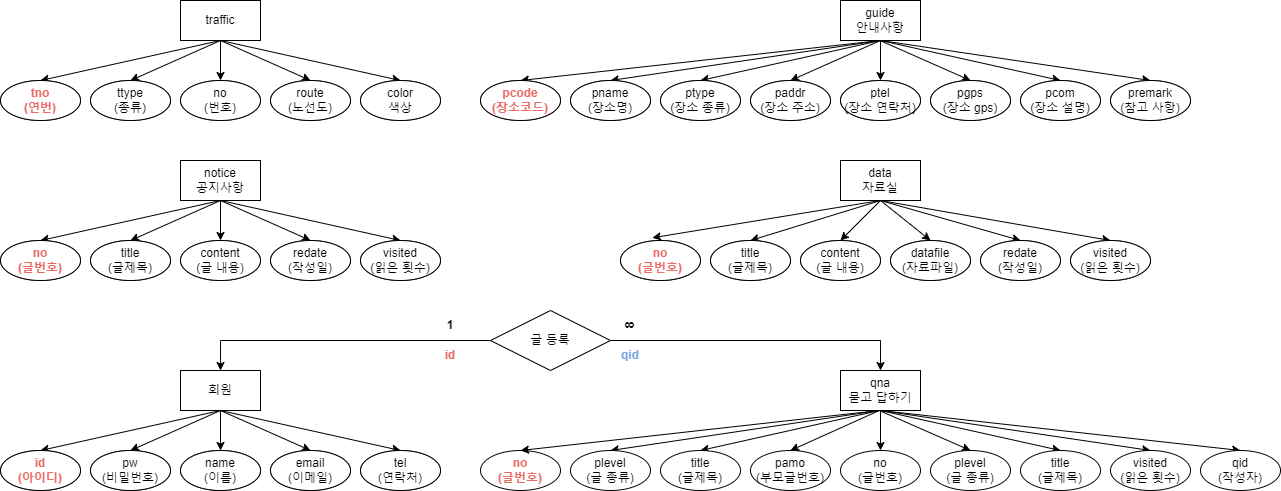 traffic
tno
(연번)
ttype
(종류)
no
(번호)
route
(노선도)
color
색상
guide
안내사항
pcode
(장소코드)
pname
(장소명)
ptype
(장소 종류)
paddr
(장소 주소)
ptel
(장소 연락처)
pgps
(장소 gps)
pcom
(장소 설명)
premark
(참고 사항)
notice
공지사항
no
(글번호)
title
(글제목)
content
(글 내용)
redate
(작성일)
visited
(읽은 횟수)
data
자료실
no
(글번호)
title
(글제목)
content
(글 내용)
datafile
(자료파일)
redate
(작성일)
visited
(읽은 횟수)
1
글 등록
∞
id
qid
회원
id
(아이디)
pw
(비밀번호)
name
(이름)
email
(이메일)
tel
(연락처)
qna
묻고 답하기
no
(글번호)
plevel
(글 종류)
title
(글제목)
pamo
(부모글번호)
no
(글번호)
plevel
(글 종류)
title
(글제목)
visited
(읽은 횟수)
qid
(작성자)